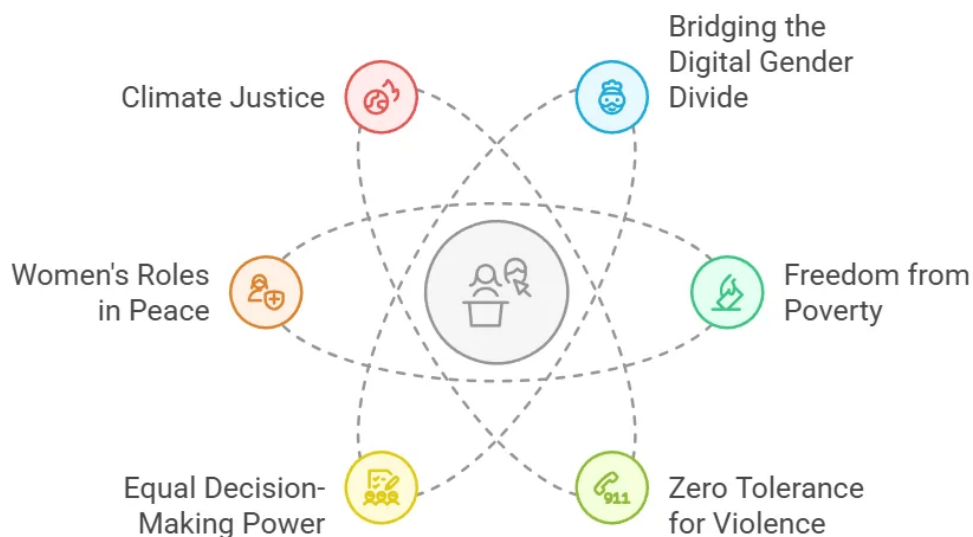 Bridging the
Digital Gender
Divide
Climate Justice
Women's Roles
in Peace
Freedom from
Poverty
Equal Decision-
Making Power
911
Zero Tolerance
for Violence